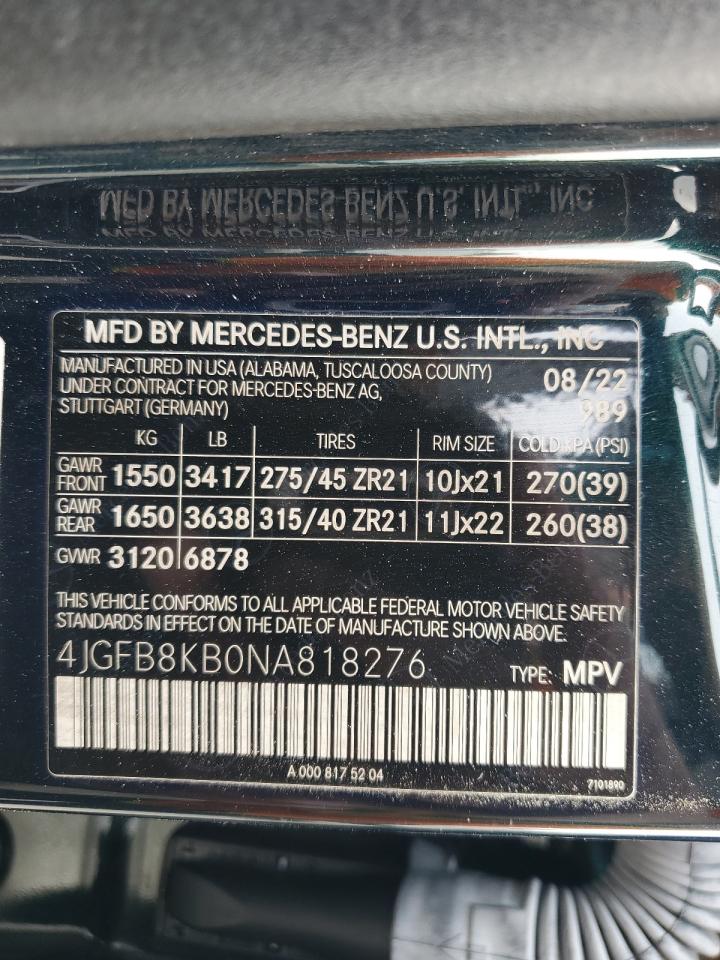 MFD BY MERCEDES-BENZ U.S. INTL., INC
MFD BY MERCEDES-BENZ U.S. INTL., INC
MANUFACTURED IN USA (ALABAMA, TUSCALOOSA COUNTY)
UNDER CONTRACT FOR MERCEDES-BENZ AG,
STUTTGART (GERMANY)
08/22
989
KG LB TIRES RIM SIZE COLD KPA (PSI)
GAWR FRONT 1550 3417 275/45 ZR21 10Jx21 270(39)
GAWR REAR 1650 3638 315/40 ZR21 11Jx22 260(38)
GVWR 3120 6878
THIS VEHICLE CONFORMS TO ALL APPLICABLE FEDERAL MOTOR VEHICLE SAFETY
STANDARDS IN EFFECT ON THE DATE OF MANUFACTURE SHOWN ABOVE.
4JGFB8KB0NA818276 TYPE: MPV
A 000 817 52 04
7101890